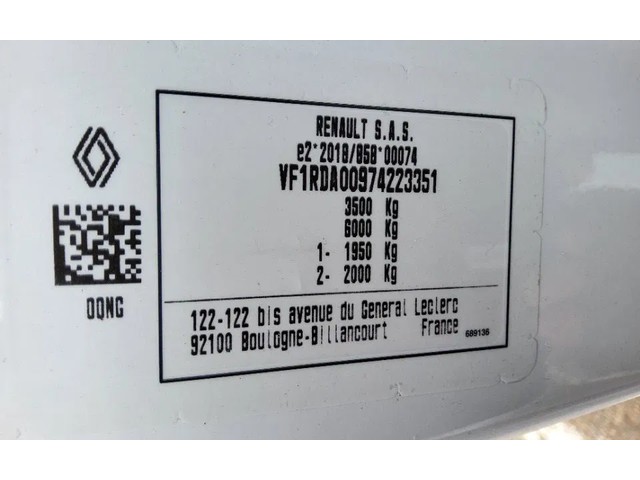 RENAULT S.A.S.
e2*2018/858*00074
VF1RDA00974223351
3500 Kg
6000 Kg
1- 1950 Kg
2- 2000 Kg
122-122 bis avenue du General Leclerc
92100 Boulogne-Billancourt France
689136
OQNG